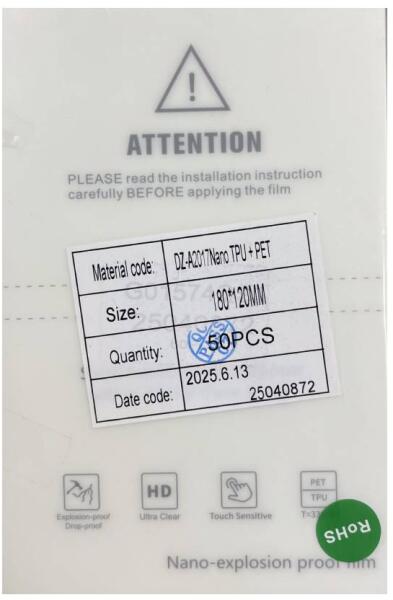 ATTENTION
PLEASE read the installation instruction
carefully BEFORE applying the film
Material code: DZ-A2017Nano TPU + PET
Size: 180*120MM
Quantity: 50PCS
Date code: 2025.6.13
25040872
Explosion-proof
Drop-proof
HD
Ultra Clear
Touch Sensitive
PET
TPU
RoHS
Nano-explosion proof film